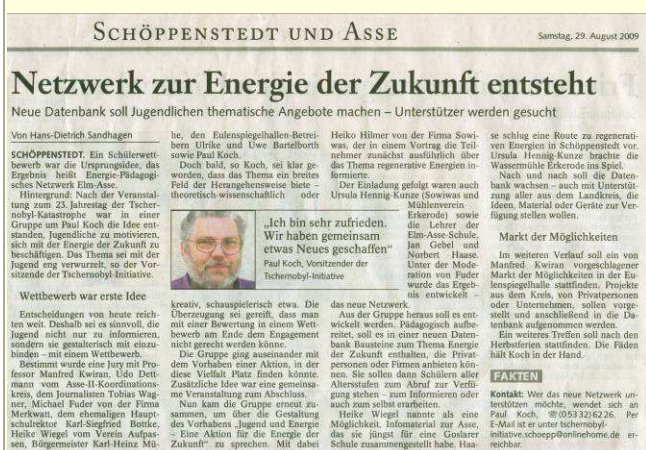 SCHÖPPENSTEDT UND ASSE
Samstag, 29. August 2009
Netzwerk zur Energie der Zukunft entsteht
Neue Datenbank soll Jugendlichen thematische Angebote machen – Unterstützer werden gesucht
Von Hans-Dietrich Sandhagen
SCHÖPPENSTEDT. Ein Schülerwett-
bewerb war die Ursprungsidee, das
Ergebnis heißt Energie-Pädagogi-
sches Netzwerk Elm-Asse.
Hintergrund: Nach der Veranstal-
tung zum 23. Jahrestag der Tscher-
nobyl-Katastrophe war in einer
Gruppe um Paul Koch die Idee ent-
standen, Jugendliche zu motivieren,
sich mit der Energie der Zukunft zu
beschäftigen. Das Thema sei mit der
Jugend eng verwurzelt, so der Vor-
sitzende der Tschernobyl-Initiative.
Wettbewerb war erste Idee
Entscheidungen von heute reich-
ten weit. Deshalb sei es sinnvoll, die
Jugend nicht nur zu informieren,
sondern sie gestalterisch mit einzu-
binden – mit einem Wettbewerb.
Bestimmt wurde eine Jury mit Pro-
fessor Manfred Kwiran, Udo Dett-
mann vom Asse-II-Koordinations-
kreis, dem Journalisten Tobias Wag-
ner, Michael Fuder von der Firma
Merkwatt, dem ehemaligen Haupt-
schulrektor Karl-Siegfried Bottke,
Heike Wiegel vom Verein Aufpas-
sen, Bürgermeister Karl-Heinz Mü-
he, den Eulenspiegelhallen-Betrei-
bern Ulrike und Uwe Bartelborth
sowie Paul Koch.
Doch bald, so Koch, sei klar ge-
worden, dass das Thema ein breites
Feld der Herangehensweise biete –
theoretisch-wissenschaftlich oder
„Ich bin sehr zufrieden.
Wir haben gemeinsam
etwas Neues geschaffen“
Paul Koch, Vorsitzender der
Tschernobyl-Initiative
kreativ, schauspielerisch etwa. Die
Überzeugung sei gereift, dass man
mit einer Bewertung in einem Wett-
bewerb am Ende dem Engagement
nicht gerecht werden könne.
Die Gruppe ging auseinander mit
dem Vorhaben einer Aktion, in der
diese Vielfalt Platz finden könnte.
Zusätzliche Idee war eine gemeinsa-
me Veranstaltung zum Abschluss.
Nun kam die Gruppe erneut zu-
sammen, um über die Gestaltung
des Vorhabens „Jugend und Energie
– Eine Aktion für die Energie der
Zukunft“ zu sprechen. Mit dabei
Heiko Hilmer von der Firma Sowi-
was, der in einem Vortrag die Teil-
nehmer zunächst ausführlich über
das Thema regenerative Energien in-
formierte.
Der Einladung gefolgt waren auch
Ursula Hennig-Kunze (Sowiwas und
Mühlenverein
Erkerode) sowie
die Lehrer der
Elm-Asse-Schule,
Jan Gebel und
Norbert Haase.
Unter der Mode-
ration von Fuder
wurde das Ergeb-
nis entwickelt –
das neue Netzwerk.
Aus der Gruppe heraus soll es ent-
wickelt werden. Pädagogisch aufbe-
reitet, soll es in einer neuen Daten-
bank Bausteine zum Thema Energie
der Zukunft enthalten, die Privat-
personen oder Firmen anbieten kön-
nen. Sie sollen dann Schülern aller
Altersstufen zum Abruf zur Verfü-
gung stehen – zum Informieren oder
auch zum selbst erarbeiten.
Heike Wiegel nannte als eine
Möglichkeit, Infomaterial zur Asse,
das sie jüngst für eine Goslarer
Schule zusammengestellt habe. Haa-
se schlug eine Route zu regenerati-
ven Energien in Schöppenstedt vor.
Ursula Hennig-Kunze brachte die
Wassermühle Erkerode ins Spiel.
Nach und nach soll die Daten-
bank wachsen – auch mit Unterstüt-
zung aller aus dem Landkreis, die
Ideen, Material oder Geräte zur Ver-
fügung stellen wollen.
Markt der Möglichkeiten
Im weiteren Verlauf soll ein von
Manfred Kwiran vorgeschlagener
Markt der Möglichkeiten in der Eu-
lenspiegelhalle stattfinden. Projekte
aus dem Kreis, von Privatpersonen
oder Unternehmen, sollen vorge-
stellt und anschließend in die Da-
tenbank aufgenommen werden.
Ein weiteres Treffen soll nach den
Herbstferien stattfinden. Die Fäden
hält Koch in der Hand.
FAKTEN
Kontakt: Wer das neue Netzwerk un-
terstützen möchte, wendet sich an
Paul Koch, ☎(05332)6226. Per
E-Mail ist er unter tschernobyl-
initiative.schoepp@onlinehome.de er-
reichbar.